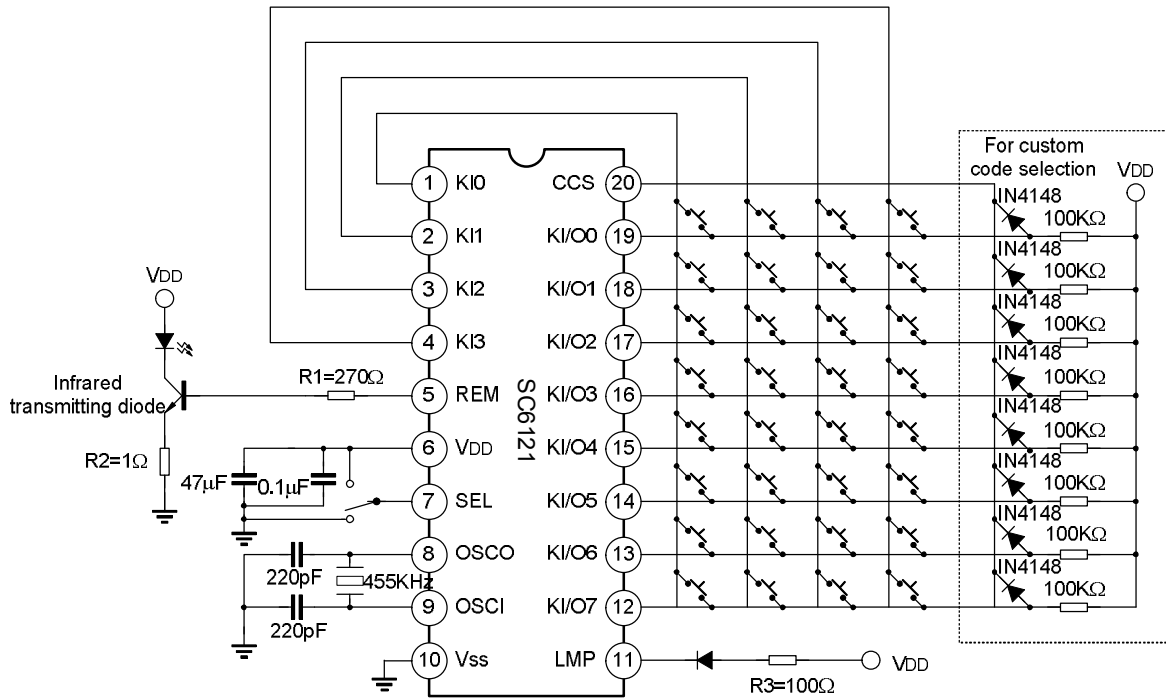 For custom
code selection
VDD
1 KI0
CCS 20
IN4148
100KΩ
2 KI1
KI/O0 19
IN4148
100KΩ
3 KI2
KI/O1 18
IN4148
100KΩ
VDD
4 KI3
KI/O2 17
IN4148
100KΩ
Infrared
transmitting diode
R1=270Ω
5 REM
SC6121
KI/O3 16
IN4148
100KΩ
R2=1Ω
47µF
0.1µF
6 VDD
KI/O4 15
IN4148
100KΩ
7 SEL
KI/O5 14
IN4148
100KΩ
220pF
455KHz
8 OSCO
KI/O6 13
IN4148
100KΩ
220pF
9 OSCI
KI/O7 12
10 Vss
LMP 11
R3=100Ω
VDD